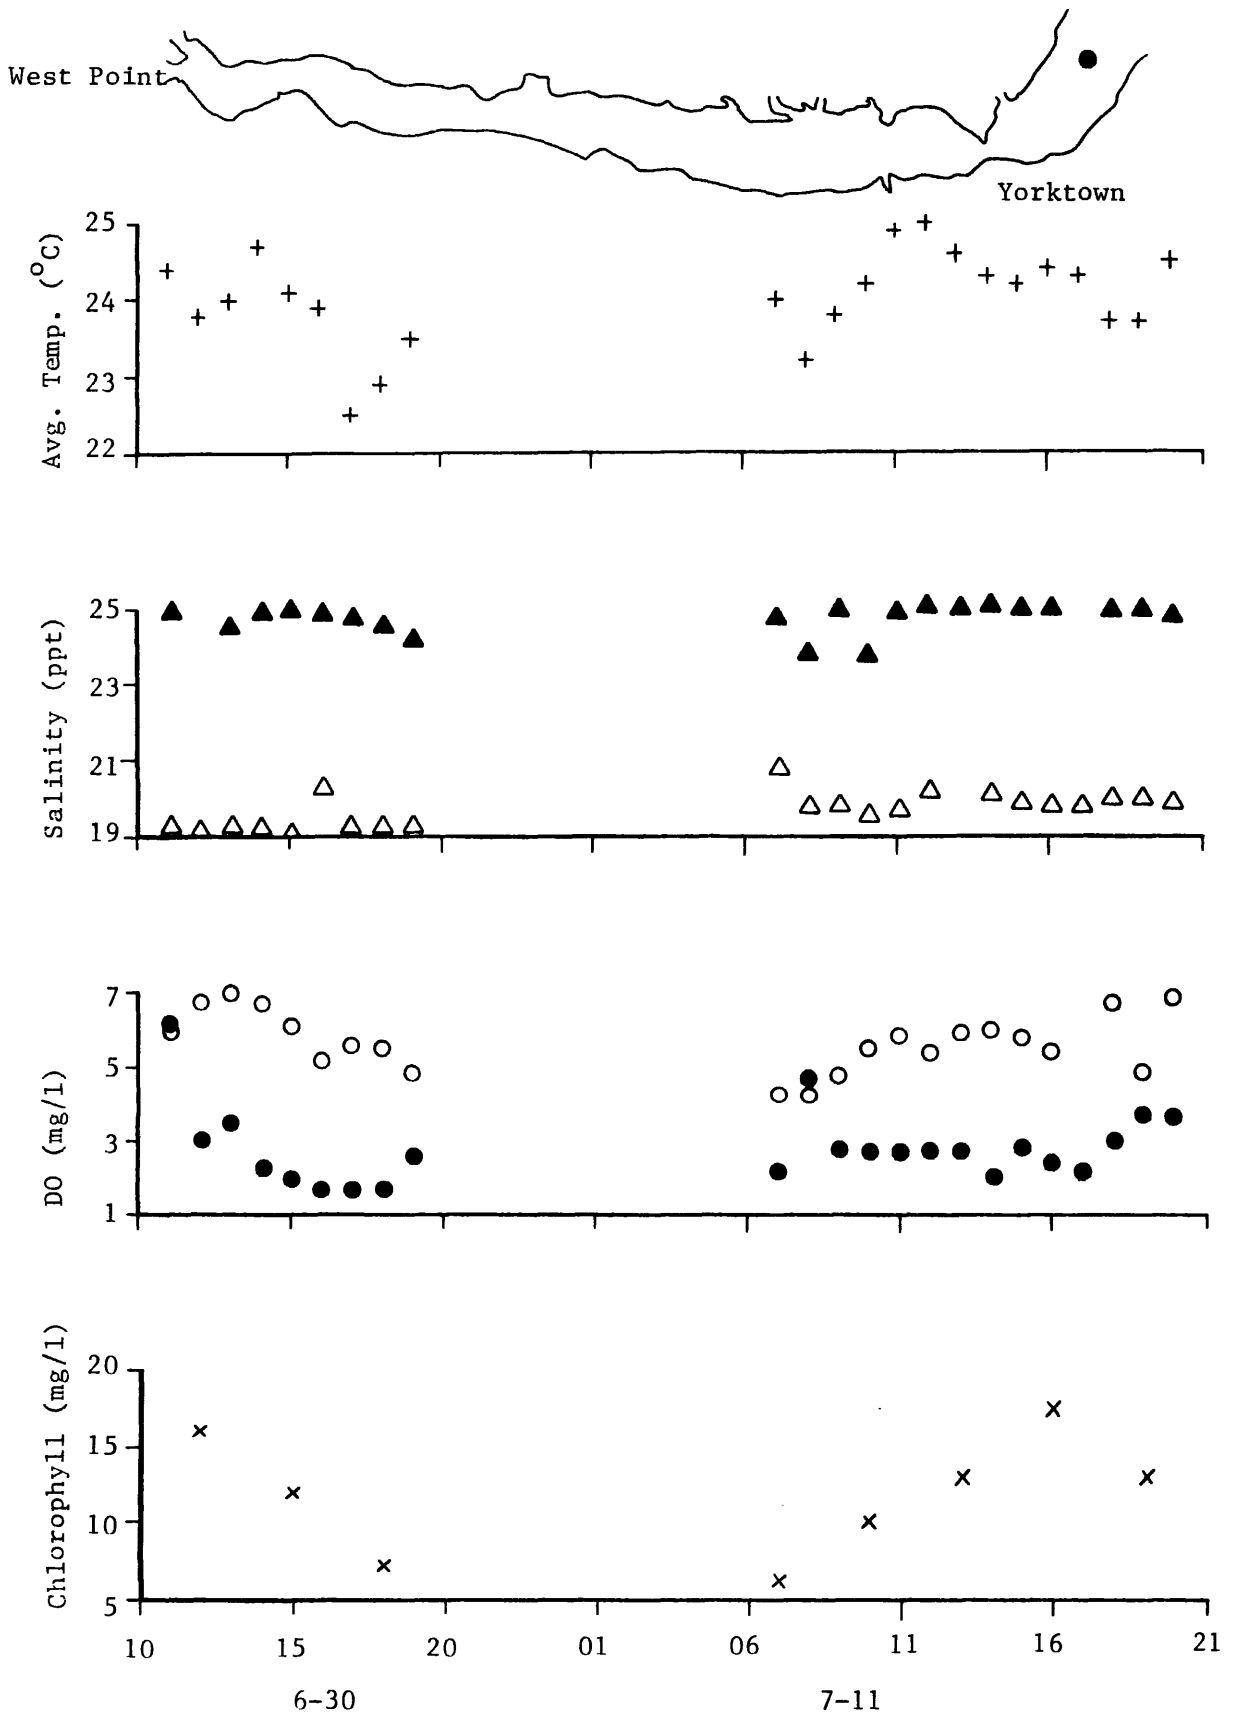 West Point
Yorktown
Avg. Temp. (°C)
25
24
23
22
Salinity (ppt)
25
23
21
19
DO (mg/l)
7
5
3
1
Chlorophyll (mg/l)
20
15
10
5
10 15 20 01 06 11 16 21
6-30 7-11